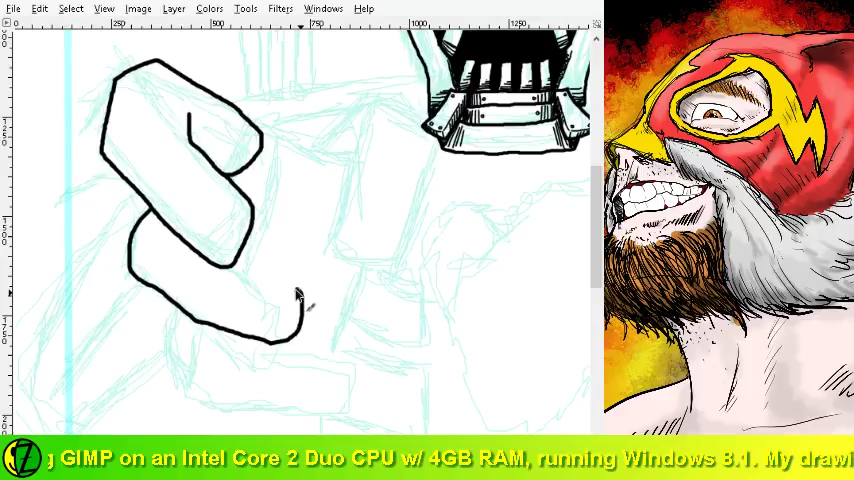 File Edit Select View Image Layer Colors Tools Filters Windows Help
0 250 500 750 1000 1250
g GIMP on an Intel Core 2 Duo CPU w/ 4GB RAM, running Windows 8.1. My drawi